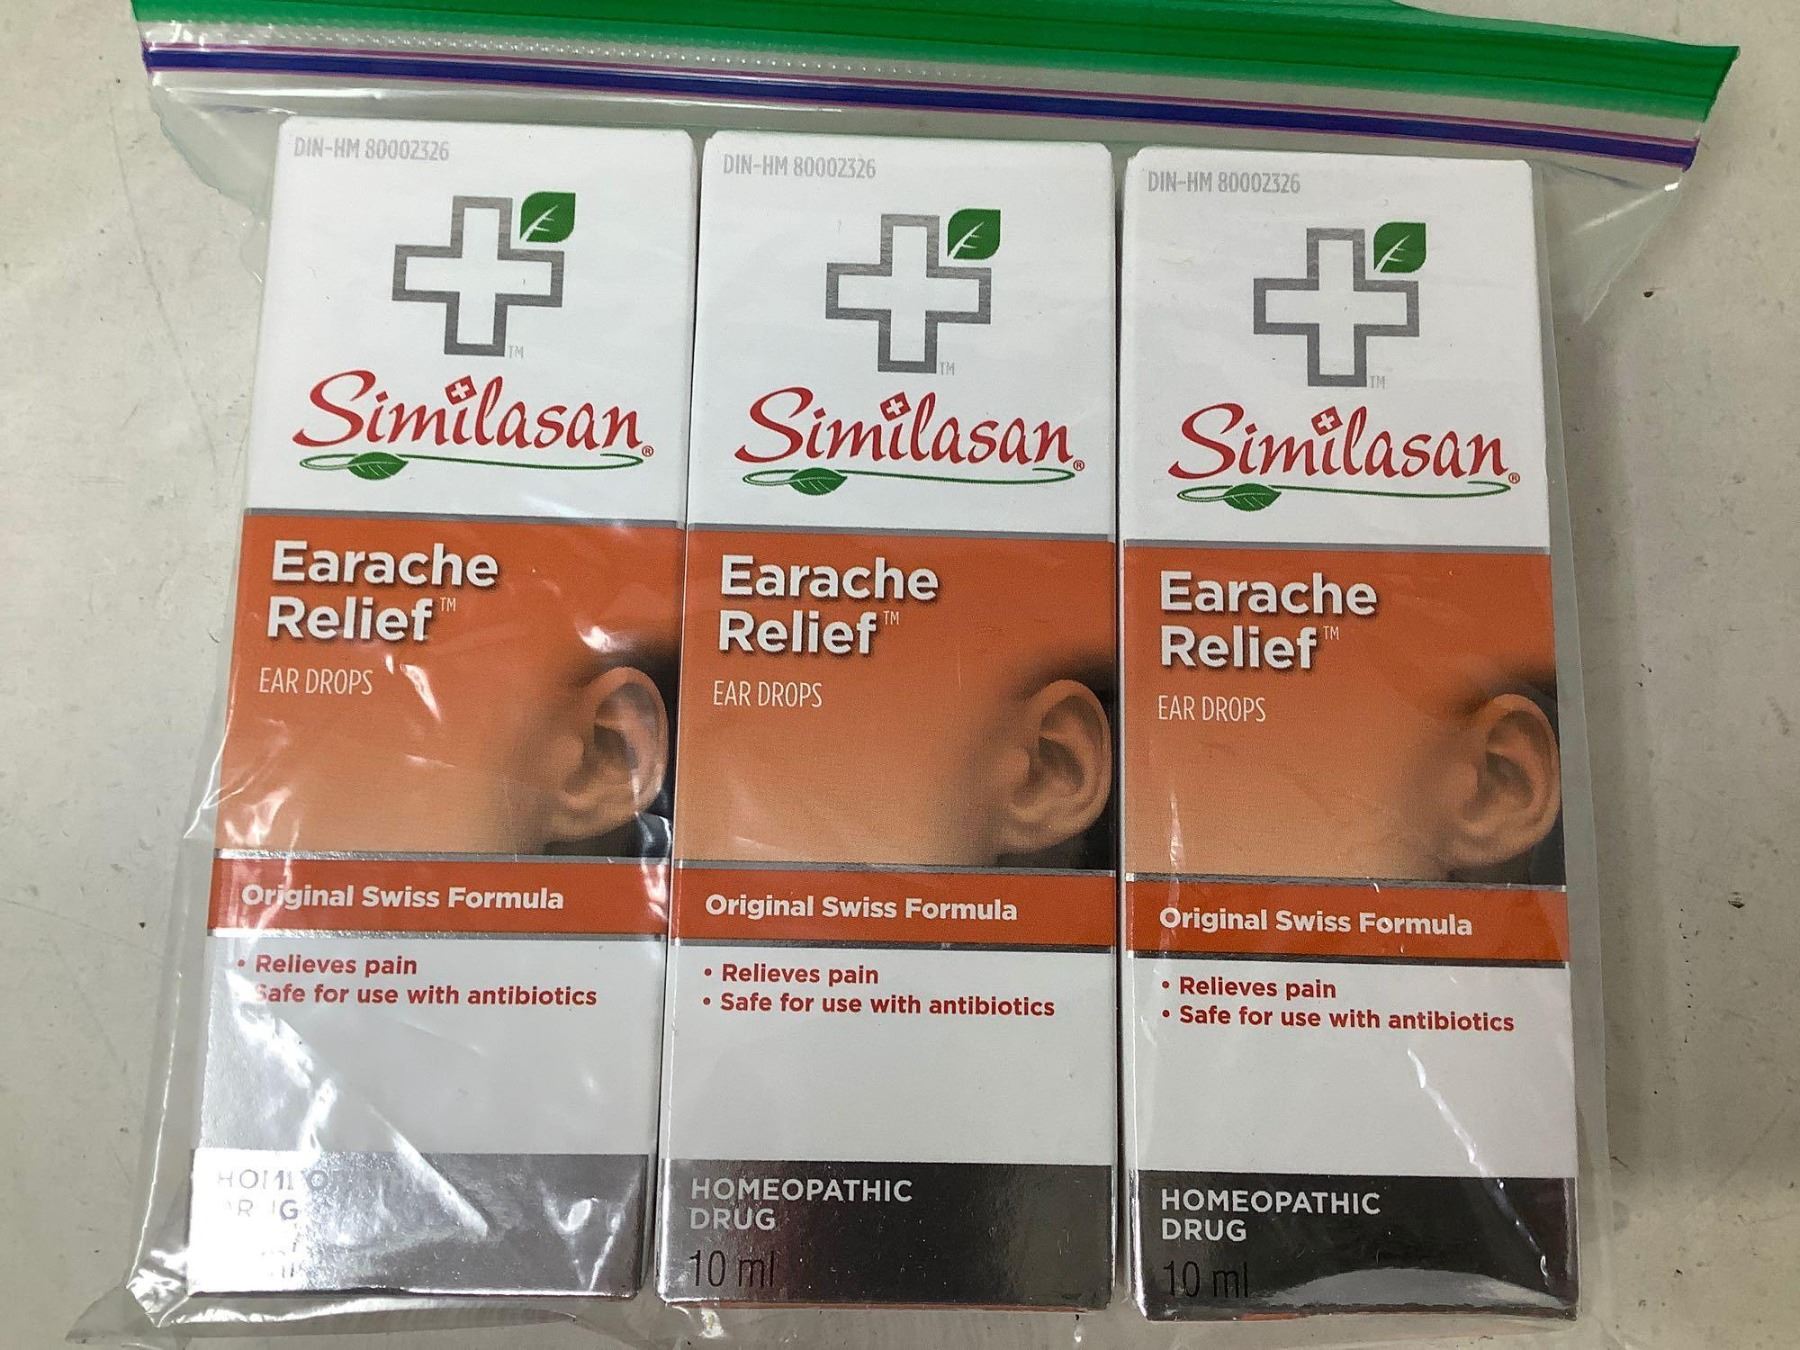 DIN-HM 80002326
TM
Similasan®
Earache
Relief™
EAR DROPS
Original Swiss Formula
• Relieves pain
• Safe for use with antibiotics
DIN-HM 80002326
TM
Similasan®
Earache
Relief™
EAR DROPS
Original Swiss Formula
• Relieves pain
• Safe for use with antibiotics
HOMEOPATHIC
DRUG
10 ml
DIN-HM 80002326
TM
Similasan®
Earache
Relief™
EAR DROPS
Original Swiss Formula
• Relieves pain
• Safe for use with antibiotics
HOMEOPATHIC
DRUG
10 ml